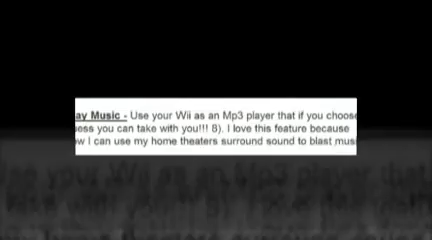 ay Music - Use your Wii as an Mp3 player that if you choose
ess you can take with you!!! 8). I love this feature because
w I can use my home theaters surround sound to blast musi